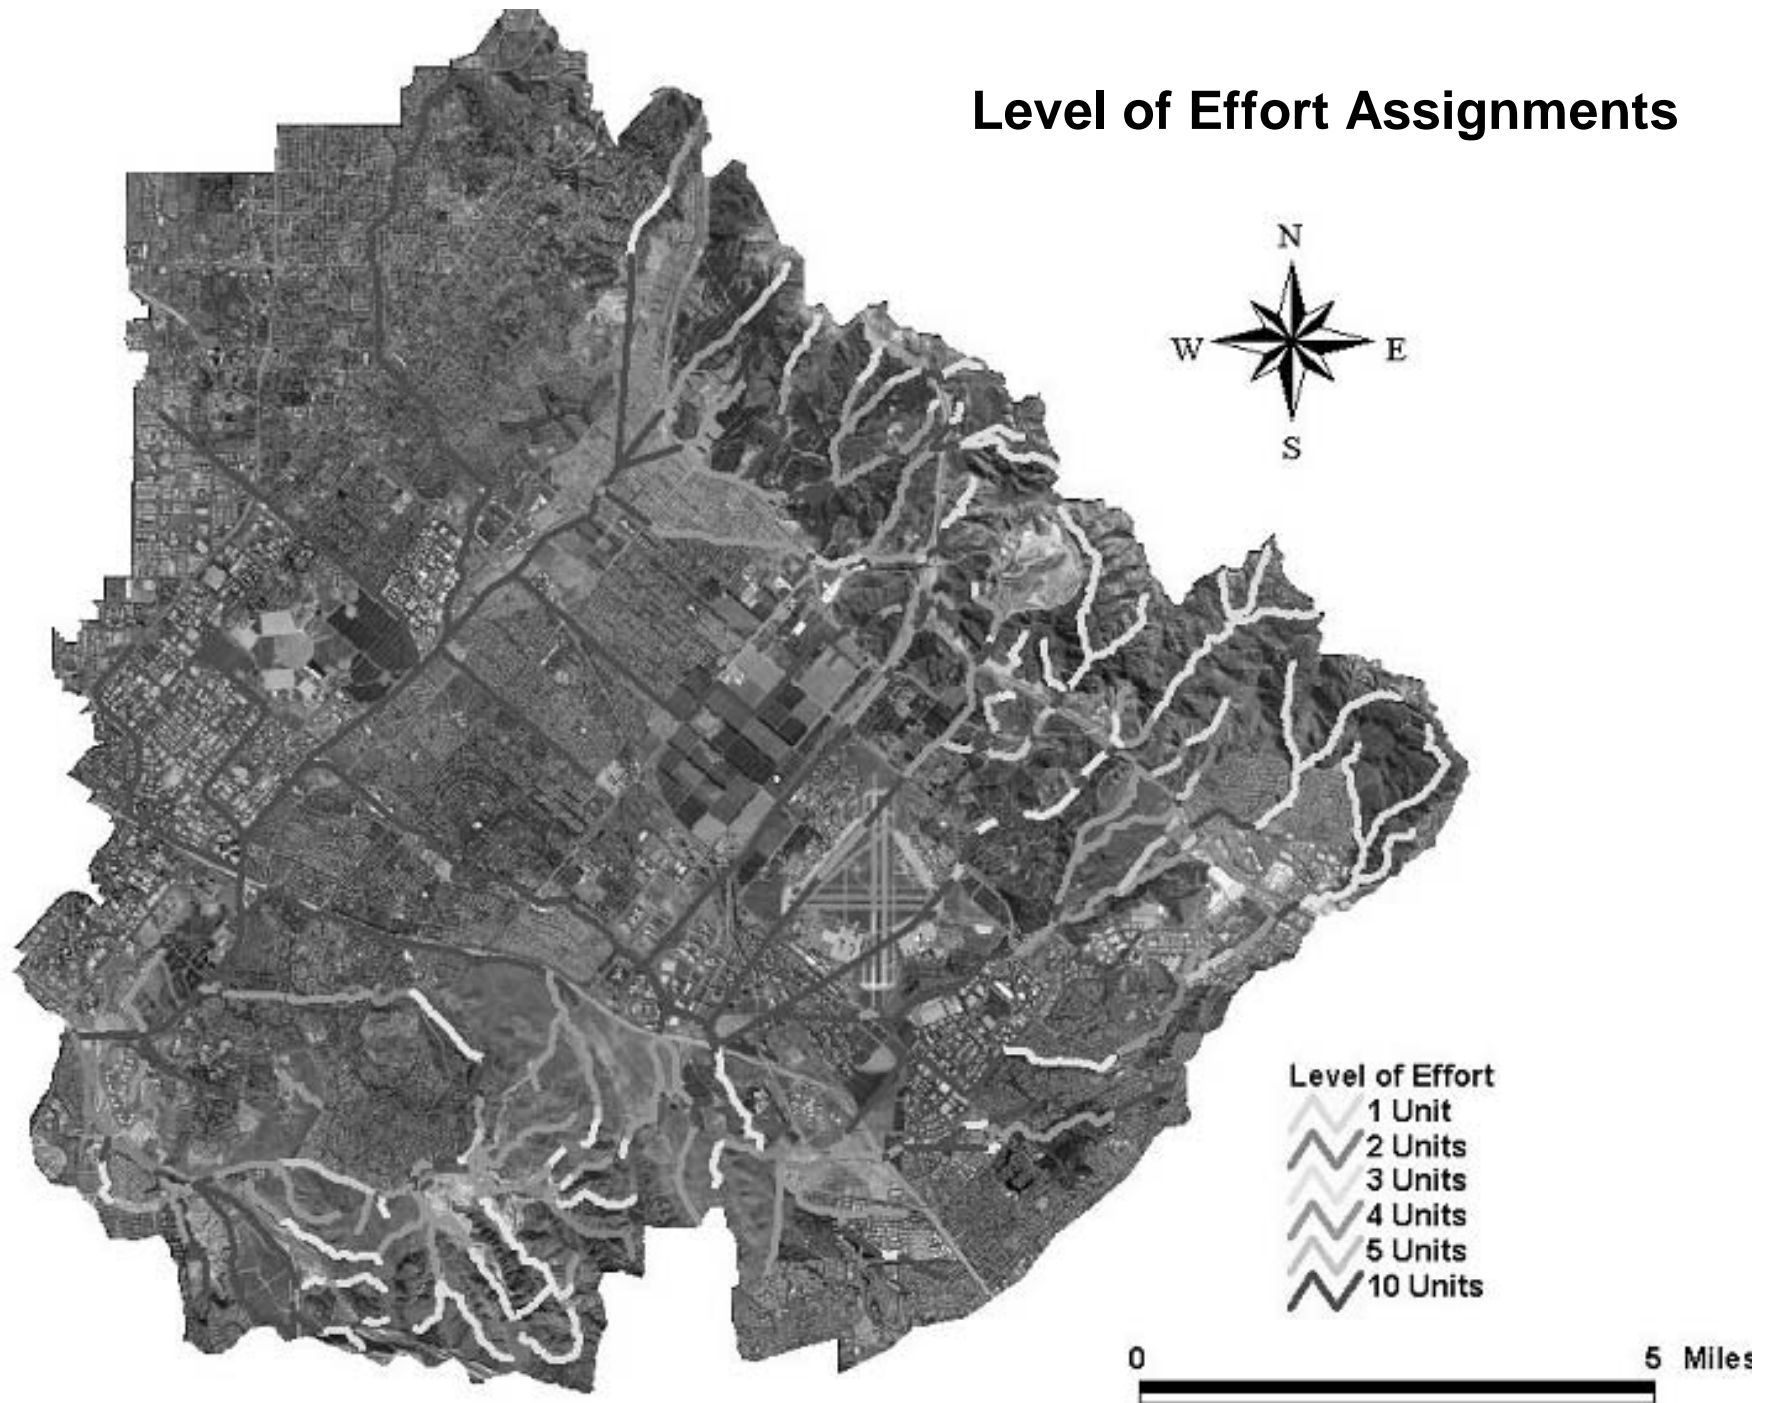 Level of Effort Assignments
N
W E
S
Level of Effort
1 Unit
2 Units
3 Units
4 Units
5 Units
10 Units
0 5 Miles